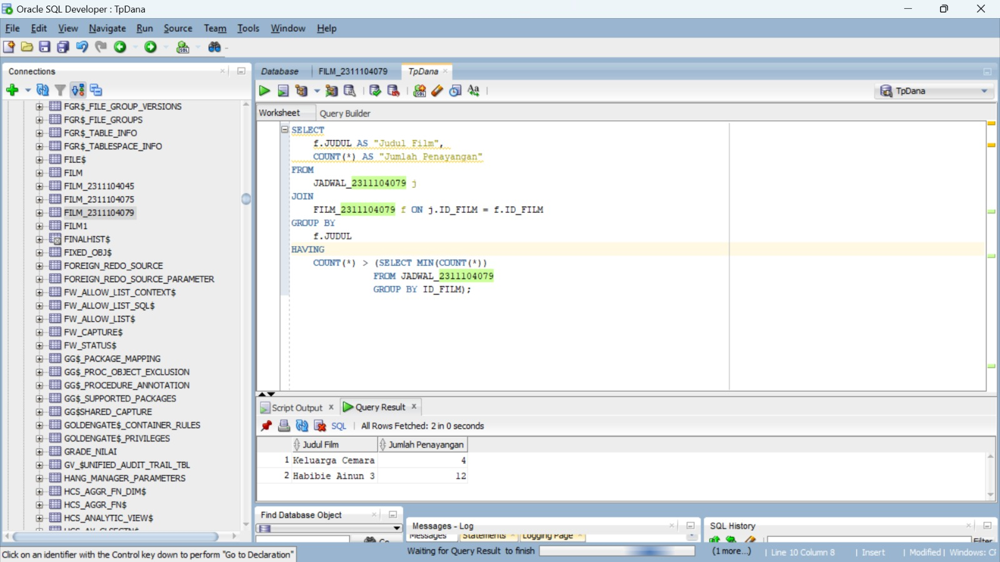 Oracle SQL Developer : TpDana
File Edit View Navigate Run Source Team Tools Window Help
Connections
FGR$_FILE_GROUP_VERSIONS
FGR$_FILE_GROUPS
FGR$_TABLE_INFO
FGR$_TABLESPACE_INFO
FILE$
FILM
FILM_2311104045
FILM_2311104075
FILM_2311104079
FILM1
FINALHIST$
FIXED_OBJ$
FOREIGN_REDO_SOURCE
FOREIGN_REDO_SOURCE_PARAMETER
FW_ALLOW_LIST_CONTEXT$
FW_ALLOW_LIST_SQL$
FW_ALLOW_LIST$
FW_CAPTURE$
FW_STATUS$
GG$_PACKAGE_MAPPING
GG$_PROC_OBJECT_EXCLUSION
GG$_PROCEDURE_ANNOTATION
GG$_SUPPORTED_PACKAGES
GG$SHARED_CAPTURE
GOLDENGATE$_CONTAINER_RULES
GOLDENGATE$_PRIVILEGES
GRADE_NILAI
GV_$UNIFIED_AUDIT_TRAIL_TBL
HANG_MANAGER_PARAMETERS
HCS_AGGR_FN_DIM$
HCS_AGGR_FN$
HCS_ANALYTIC_VIEW$
Database FILM_2311104079 TpDana
TpDana
Worksheet Query Builder
SELECT
f.JUDUL AS "Judul Film",
COUNT(*) AS "Jumlah Penayangan"
FROM
JADWAL_2311104079 j
JOIN
FILM_2311104079 f ON j.ID_FILM = f.ID_FILM
GROUP BY
f.JUDUL
HAVING
COUNT(*) > (SELECT MIN(COUNT(*))
FROM JADWAL_2311104079
GROUP BY ID_FILM);
Script Output Query Result
SQL All Rows Fetched: 2 in 0 seconds
Judul Film Jumlah Penayangan
1 Keluarga Cemara 4
2 Habibie Ainun 3 12
Find Database Object
Messages - Log
Messages Statements Logging Page
SQL History
Filter
Click on an identifier with the Control key down to perform "Go to Declaration"
Waiting for Query Result to finish (1 more...) | Line 10 Column 8 | Insert | Modified | Windows: